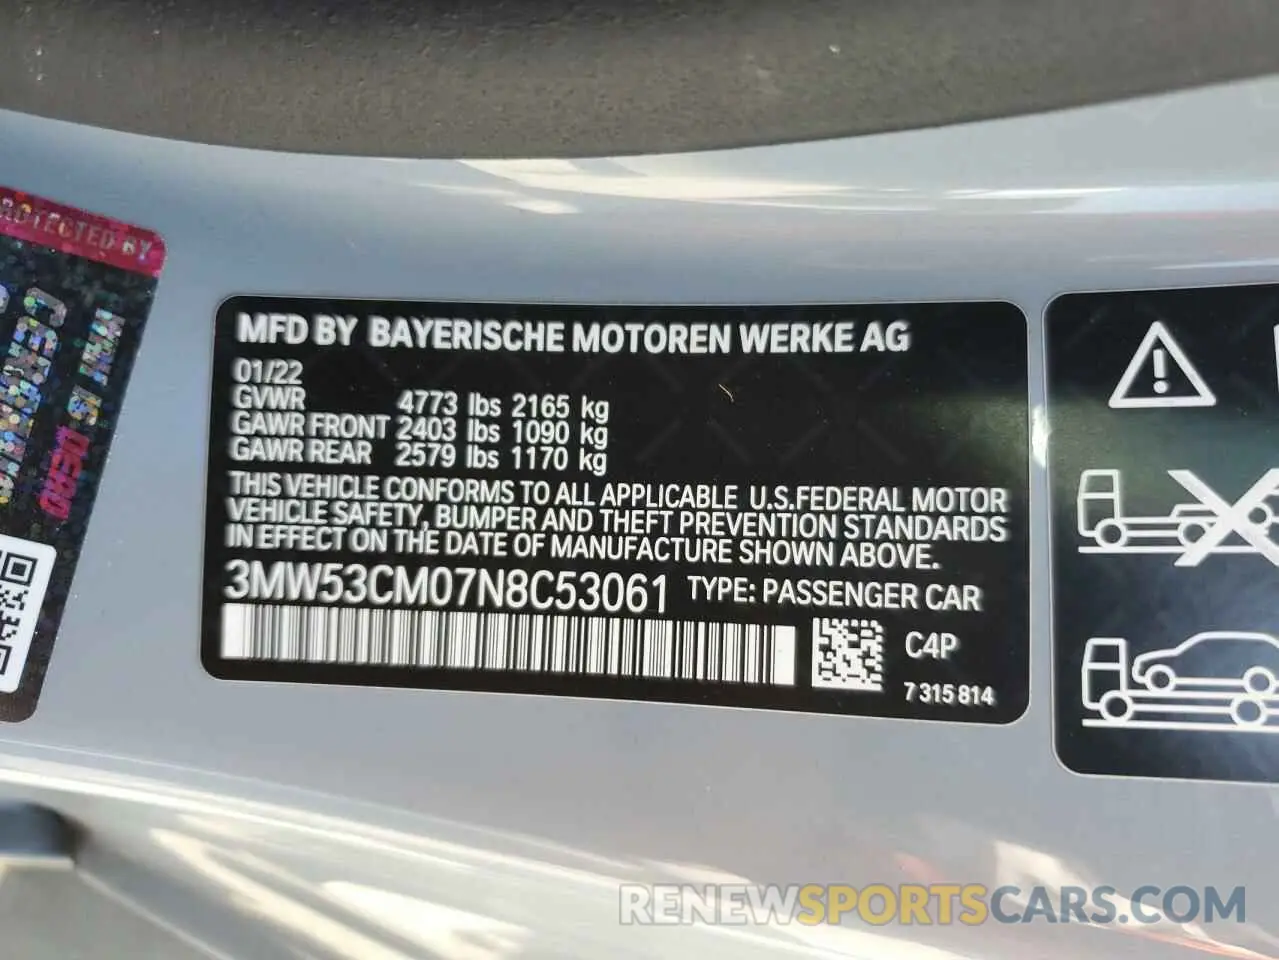 PROTECTED BY
MFD BY BAYERISCHE MOTOREN WERKE AG
01/22
GVWR 4773 lbs 2165 kg
GAWR FRONT 2403 lbs 1090 kg
GAWR REAR 2579 lbs 1170 kg
THIS VEHICLE CONFORMS TO ALL APPLICABLE U.S.FEDERAL MOTOR
VEHICLE SAFETY, BUMPER AND THEFT PREVENTION STANDARDS
IN EFFECT ON THE DATE OF MANUFACTURE SHOWN ABOVE.
3MW53CM07N8C53061 TYPE: PASSENGER CAR
C4P
7 315 814
RENEWSPORTSCARS.COM